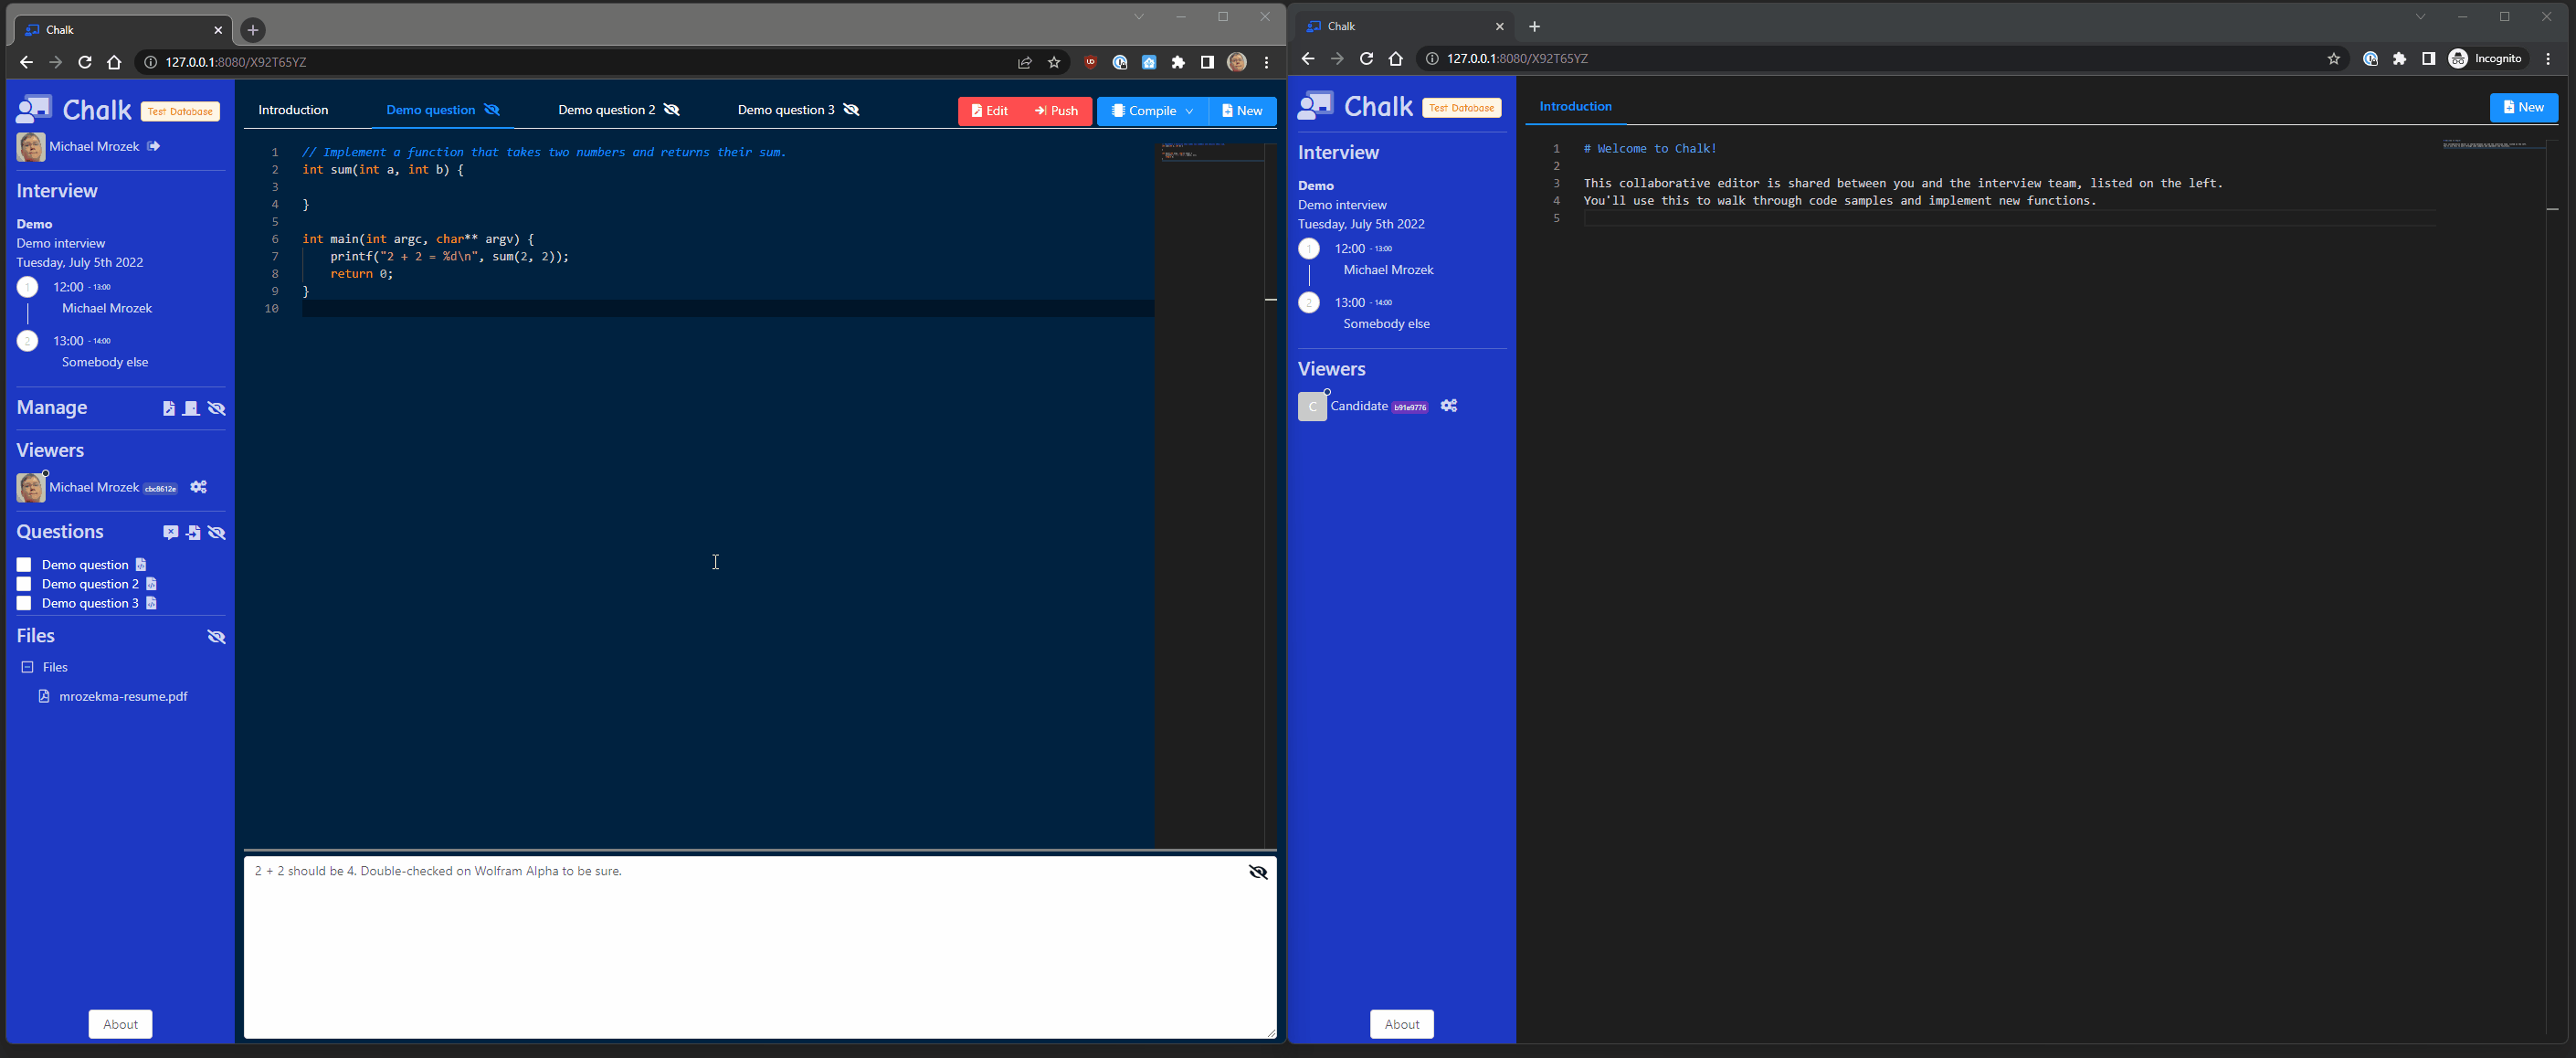 Chalk
127.0.0.1:8080/X92T65YZ
Chalk Test Database
Michael Mrozek
Interview
Demo
Demo interview
Tuesday, July 5th 2022
1 12:00 - 13:00
Michael Mrozek
2 13:00 - 14:00
Somebody else
Manage
Viewers
Michael Mrozek cbc8612e
Questions
Demo question
Demo question 2
Demo question 3
Files
Files
mrozekma-resume.pdf
About
Introduction Demo question Demo question 2 Demo question 3 Edit Push Compile New
1 // Implement a function that takes two numbers and returns their sum.
2 int sum(int a, int b) {
3
4 }
5
6 int main(int argc, char** argv) {
7 printf("2 + 2 = %d\n", sum(2, 2));
8 return 0;
9 }
10
2 + 2 should be 4. Double-checked on Wolfram Alpha to be sure.
Chalk
127.0.0.1:8080/X92T65YZ Incognito
Chalk Test Database
Interview
Demo
Demo interview
Tuesday, July 5th 2022
1 12:00 - 13:00
Michael Mrozek
2 13:00 - 14:00
Somebody else
Viewers
C Candidate b91e9776
About
Introduction New
1 # Welcome to Chalk!
2
3 This collaborative editor is shared between you and the interview team, listed on the left.
4 You'll use this to walk through code samples and implement new functions.
5